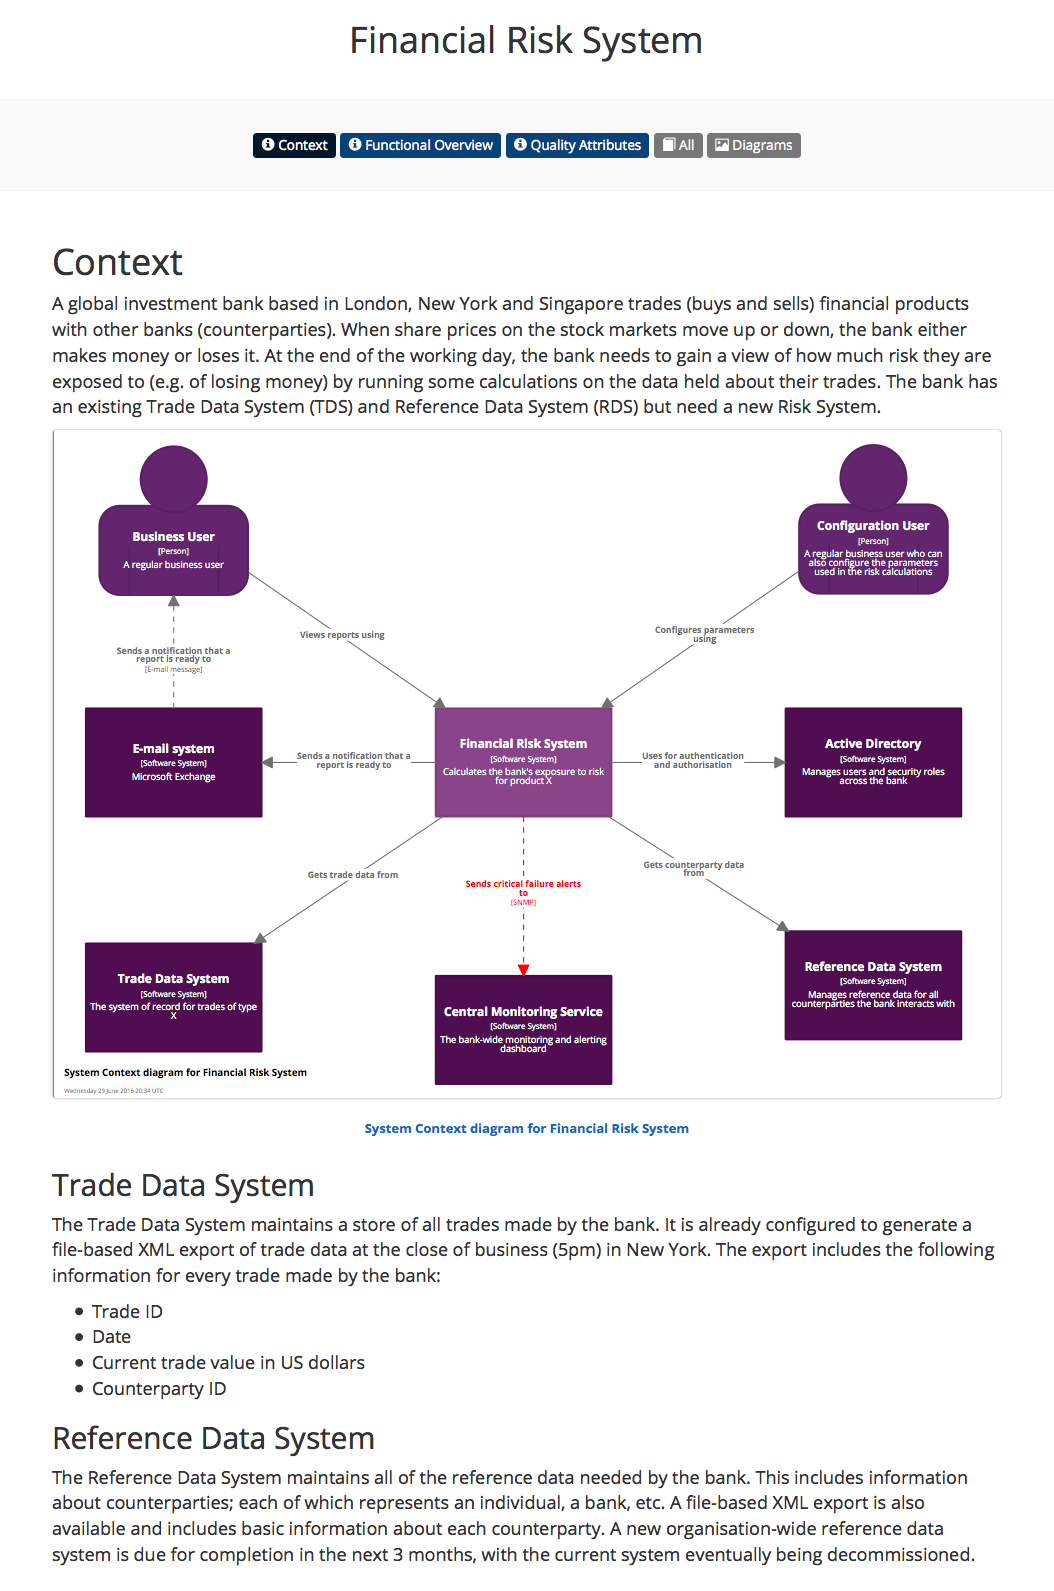 Financial Risk System
Context
Functional Overview
Quality Attributes
All
Diagrams
Context
A global investment bank based in London, New York and Singapore trades (buys and sells) financial products
with other banks (counterparties). When share prices on the stock markets move up or down, the bank either
makes money or loses it. At the end of the working day, the bank needs to gain a view of how much risk they are
exposed to (e.g. of losing money) by running some calculations on the data held about their trades. The bank has
an existing Trade Data System (TDS) and Reference Data System (RDS) but need a new Risk System.
Business User
[Person]
A regular business user
Configuration User
[Person]
A regular business user who can
also configure the parameters
used in the risk calculations
Views reports using
Configures parameters
using
Sends a notification that a
report is ready to
[E-mail message]
E-mail system
[Software System]
Microsoft Exchange
Sends a notification that a
report is ready to
Financial Risk System
[Software System]
Calculates the bank's exposure to risk
for product X
Uses for authentication
and authorisation
Active Directory
[Software System]
Manages users and security roles
across the bank
Gets trade data from
Sends critical failure alerts
to
[SNMP]
Gets counterparty data
from
Trade Data System
[Software System]
The system of record for trades of type
X
Central Monitoring Service
[Software System]
The bank-wide monitoring and alerting
dashboard
Reference Data System
[Software System]
Manages reference data for all
counterparties the bank interacts with
System Context diagram for Financial Risk System
Wednesday 29 June 2016 20:34 UTC
System Context diagram for Financial Risk System
Trade Data System
The Trade Data System maintains a store of all trades made by the bank. It is already configured to generate a
file-based XML export of trade data at the close of business (5pm) in New York. The export includes the following
information for every trade made by the bank:
• Trade ID
• Date
• Current trade value in US dollars
• Counterparty ID
Reference Data System
The Reference Data System maintains all of the reference data needed by the bank. This includes information
about counterparties; each of which represents an individual, a bank, etc. A file-based XML export is also
available and includes basic information about each counterparty. A new organisation-wide reference data
system is due for completion in the next 3 months, with the current system eventually being decommissioned.